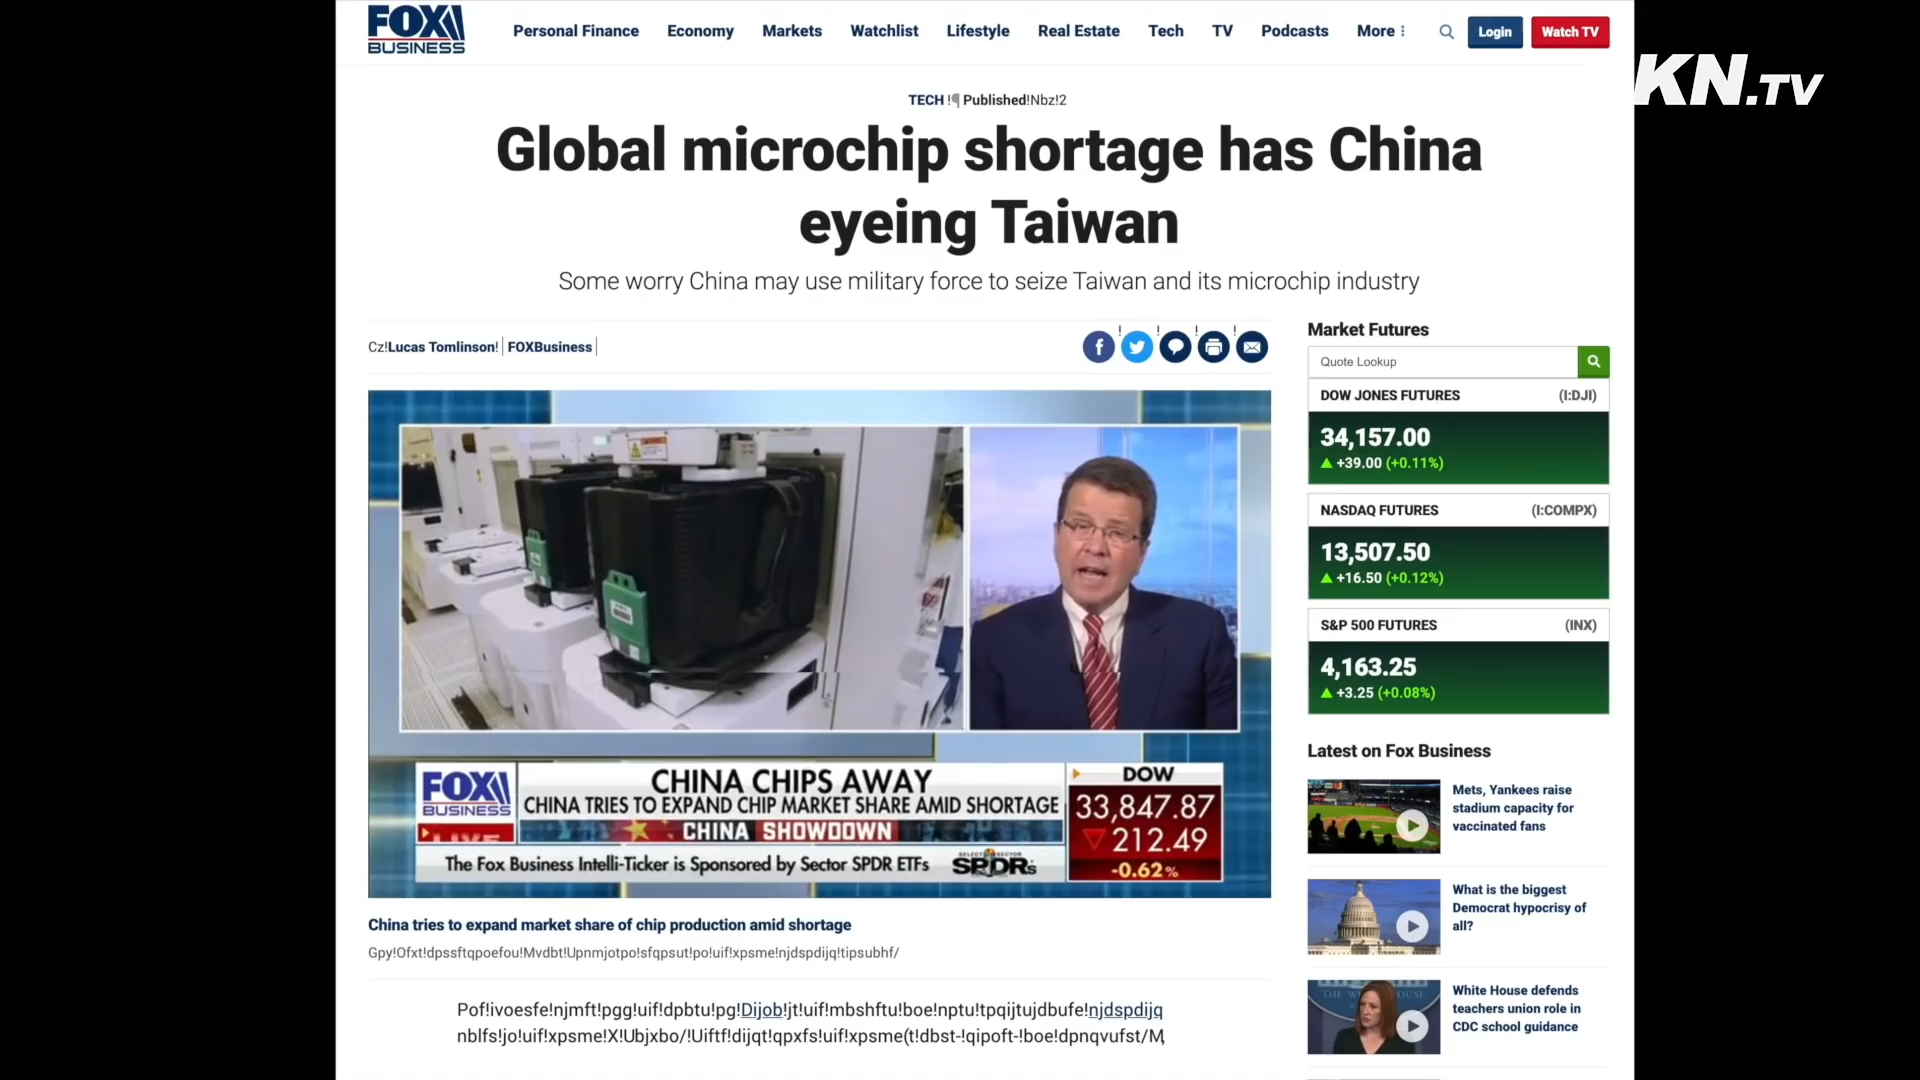 FOX
BUSINESS
Personal Finance Economy Markets Watchlist Lifestyle Real Estate Tech TV Podcasts More Login Watch TV
KN.TV
TECH !¶ Published!Nbz!2
Global microchip shortage has China
eyeing Taiwan
Some worry China may use military force to seize Taiwan and its microchip industry
Cz!Lucas Tomlinson! FOXBusiness
! ! ! !
CHINA CHIPS AWAY
CHINA TRIES TO EXPAND CHIP MARKET SHARE AMID SHORTAGE
FOX
BUSINESS
LIVE
CHINA SHOWDOWN
The Fox Business Intelli-Ticker is Sponsored by Sector SPDR ETFs
SELECT SECTOR
SPDRs
DOW
33,847.87
212.49
-0.62%
China tries to expand market share of chip production amid shortage
Gpy!Ofxt!dpssftqpoefou!Mvdbt!Upnmjotpo!sfqpsut!po!uif!xpsme!njdspdijq!tipsubhf/
Pof!ivoesfe!njmft!pgg!uif!dpbtu!pg!Dijob!jt!uif!mbshftu!boe!nptu!tpqijtujdbufe!njdspdijq
nblfs!jo!uif!xpsme!X!Ubjxbo/!Uiftf!dijqt!qpxfs!uif!xpsme(t!dbst-!qipoft-!boe!dpnqvufst/M
Market Futures
Quote Lookup
DOW JONES FUTURES (I:DJI)
34,157.00
+39.00 (+0.11%)
NASDAQ FUTURES (I:COMPX)
13,507.50
+16.50 (+0.12%)
S&P 500 FUTURES (INX)
4,163.25
+3.25 (+0.08%)
Latest on Fox Business
Mets, Yankees raise
stadium capacity for
vaccinated fans
What is the biggest
Democrat hypocrisy of
all?
THE WHITE HOUSE
White House defends
teachers union role in
CDC school guidance